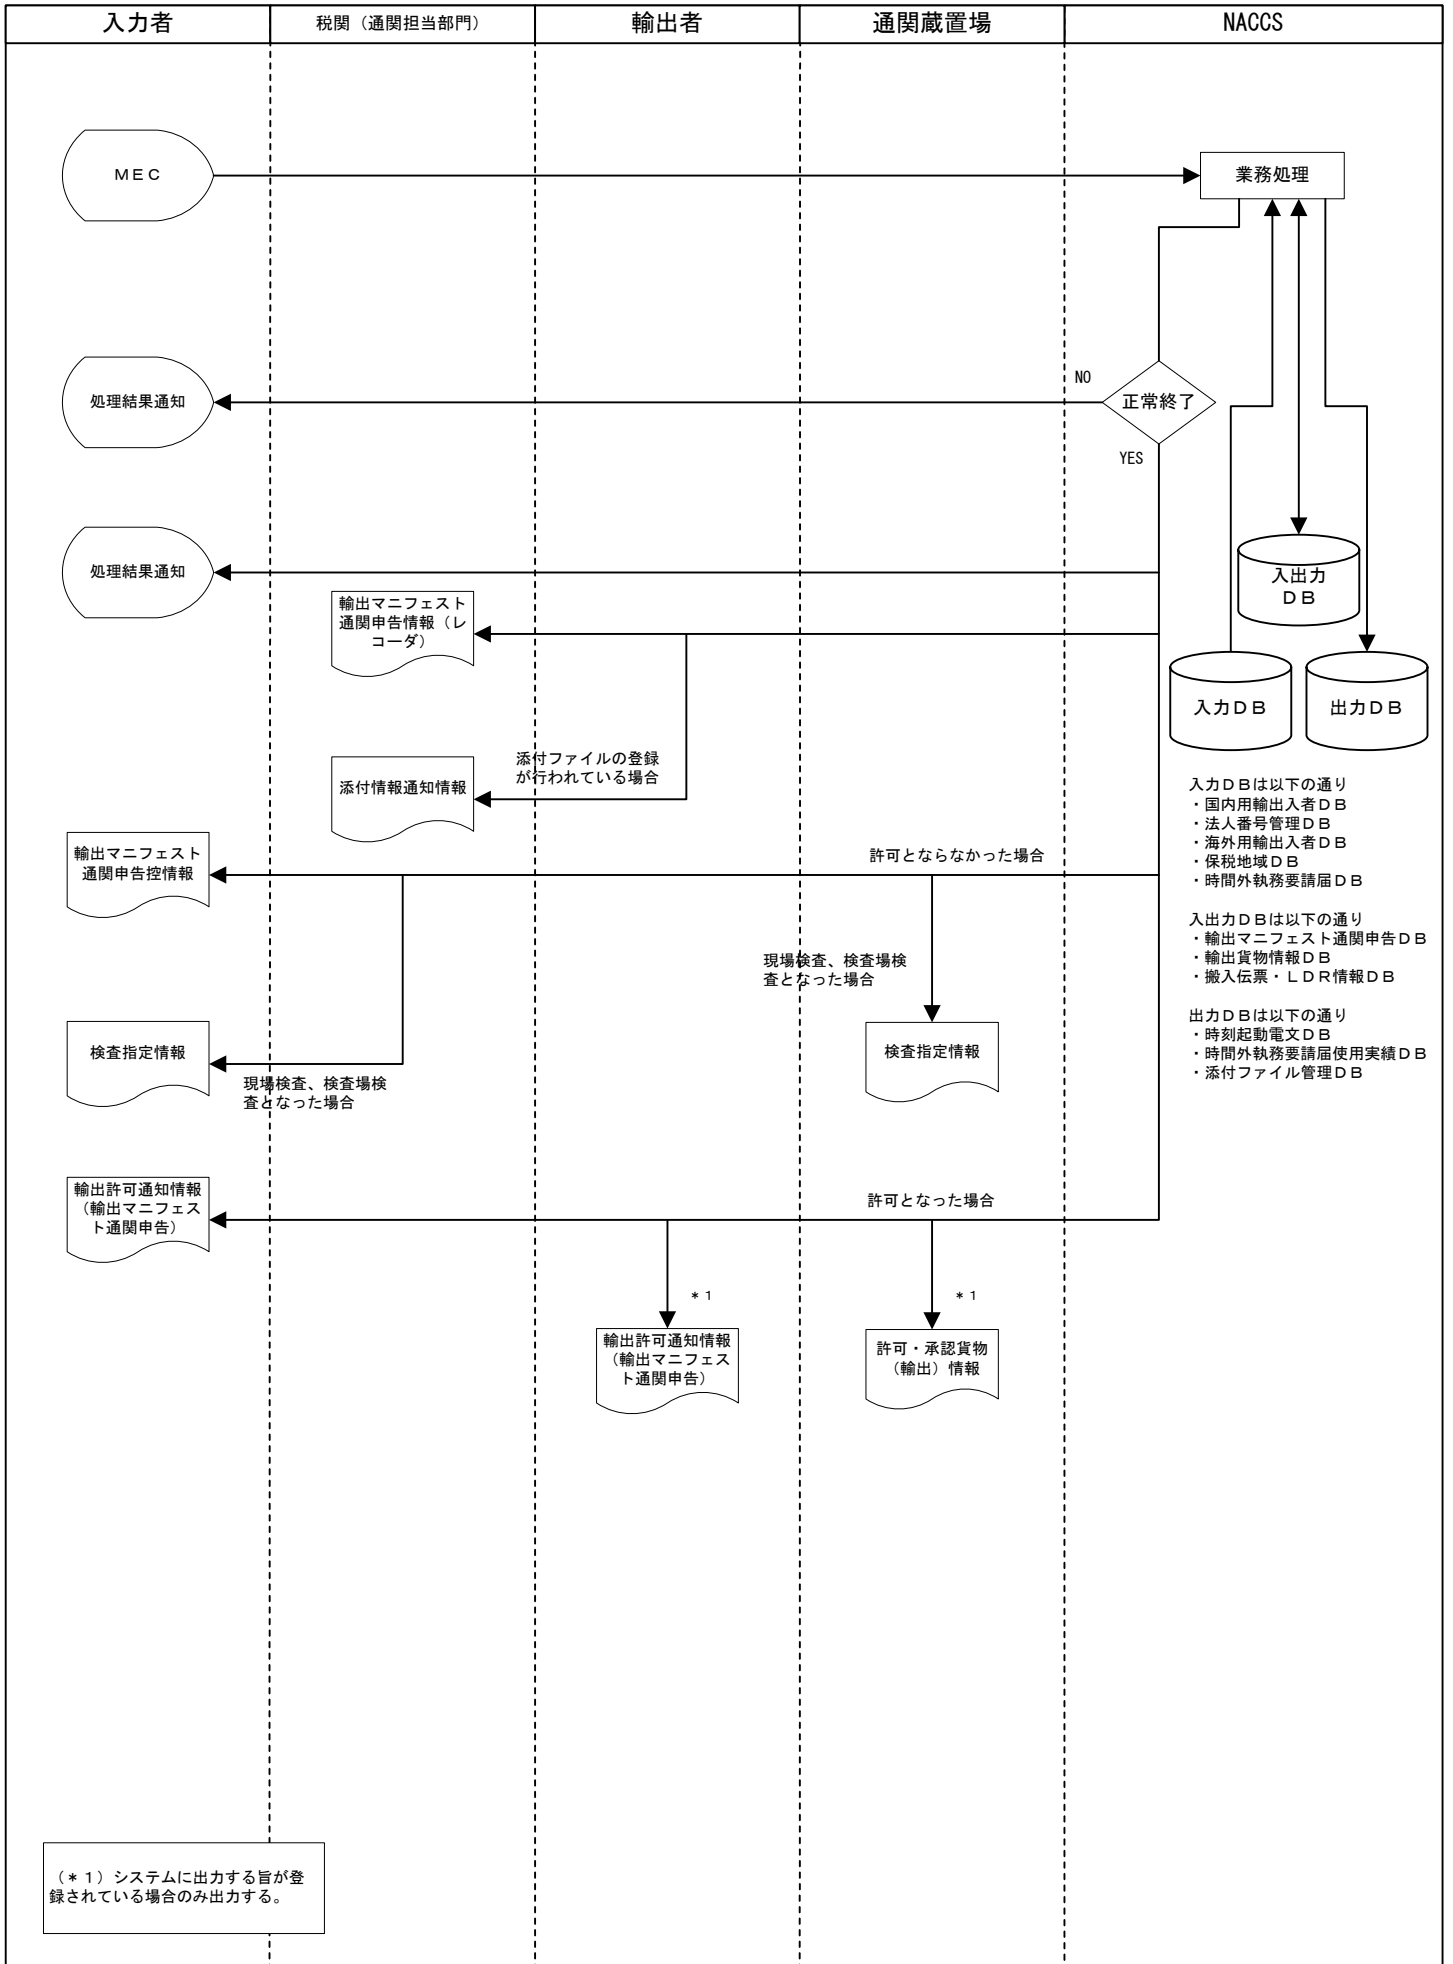 入力者
税関（通関担当部門）
輸出者
通関蔵置場
NACCS
ＭＥＣ
業務処理
処理結果通知
NO
正常終了
YES
処理結果通知
入出力
ＤＢ
輸出マニフェスト
通関申告情報（レ
コーダ）
入力ＤＢ
出力ＤＢ
添付ファイルの登録
が行われている場合
添付情報通知情報
入力ＤＢは以下の通り
・国内用輸出入者ＤＢ
・法人番号管理ＤＢ
・海外用輸出入者ＤＢ
・保税地域ＤＢ
・時間外執務要請届ＤＢ
入出力ＤＢは以下の通り
・輸出マニフェスト通関申告ＤＢ
・輸出貨物情報ＤＢ
・搬入伝票・ＬＤＲ情報ＤＢ
出力ＤＢは以下の通り
・時刻起動電文ＤＢ
・時間外執務要請届使用実績ＤＢ
・添付ファイル管理ＤＢ
輸出マニフェスト
通関申告控情報
許可とならなかった場合
現場検査、検査場検
査となった場合
検査指定情報
現場検査、検査場検
査となった場合
検査指定情報
輸出許可通知情報
（輸出マニフェス
ト通関申告）
許可となった場合
＊１
＊１
輸出許可通知情報
（輸出マニフェス
ト通関申告）
許可・承認貨物
（輸出）情報
（＊１）システムに出力する旨が登
録されている場合のみ出力する。